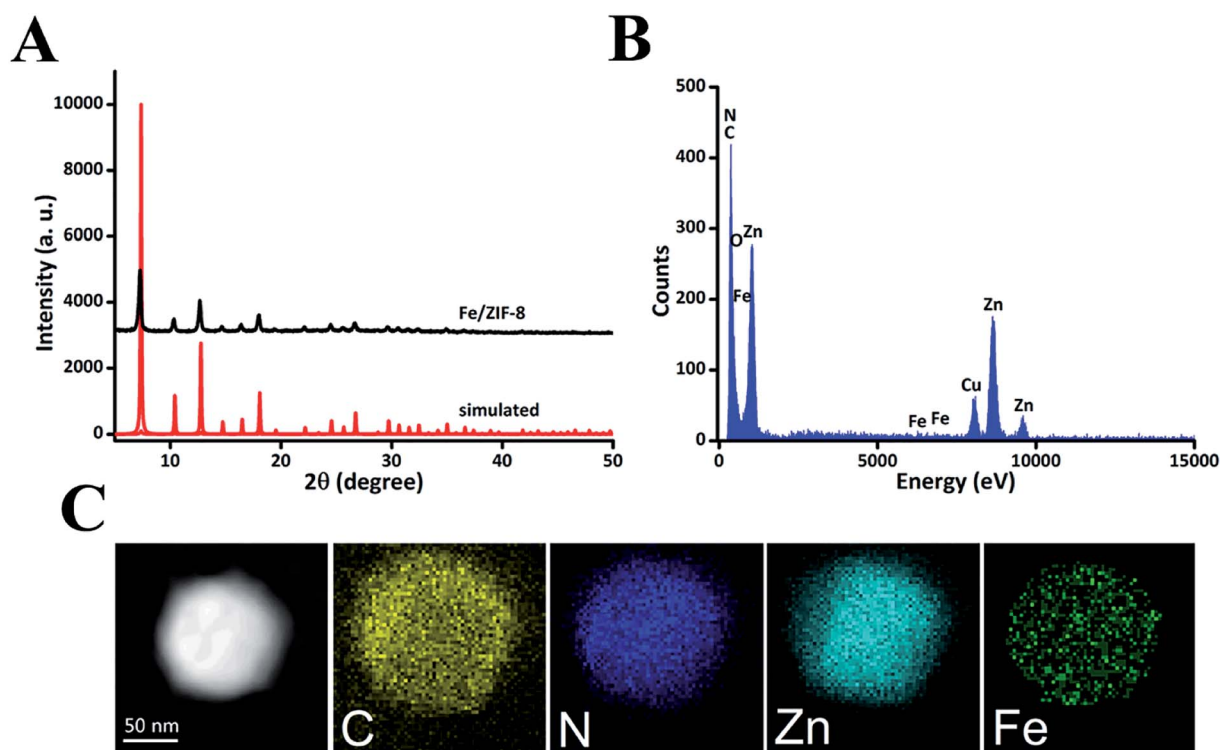 A
Intensity (a. u.)
10000
8000
6000
4000
2000
0
Fe/ZIF-8
simulated
10
20
30
40
50
2θ (degree)
B
Counts
500
400
300
200
100
0
N
C
O
Zn
Fe
Fe
Fe
Cu
Zn
Zn
0
5000
10000
15000
Energy (eV)
C
50 nm
C
N
Zn
Fe